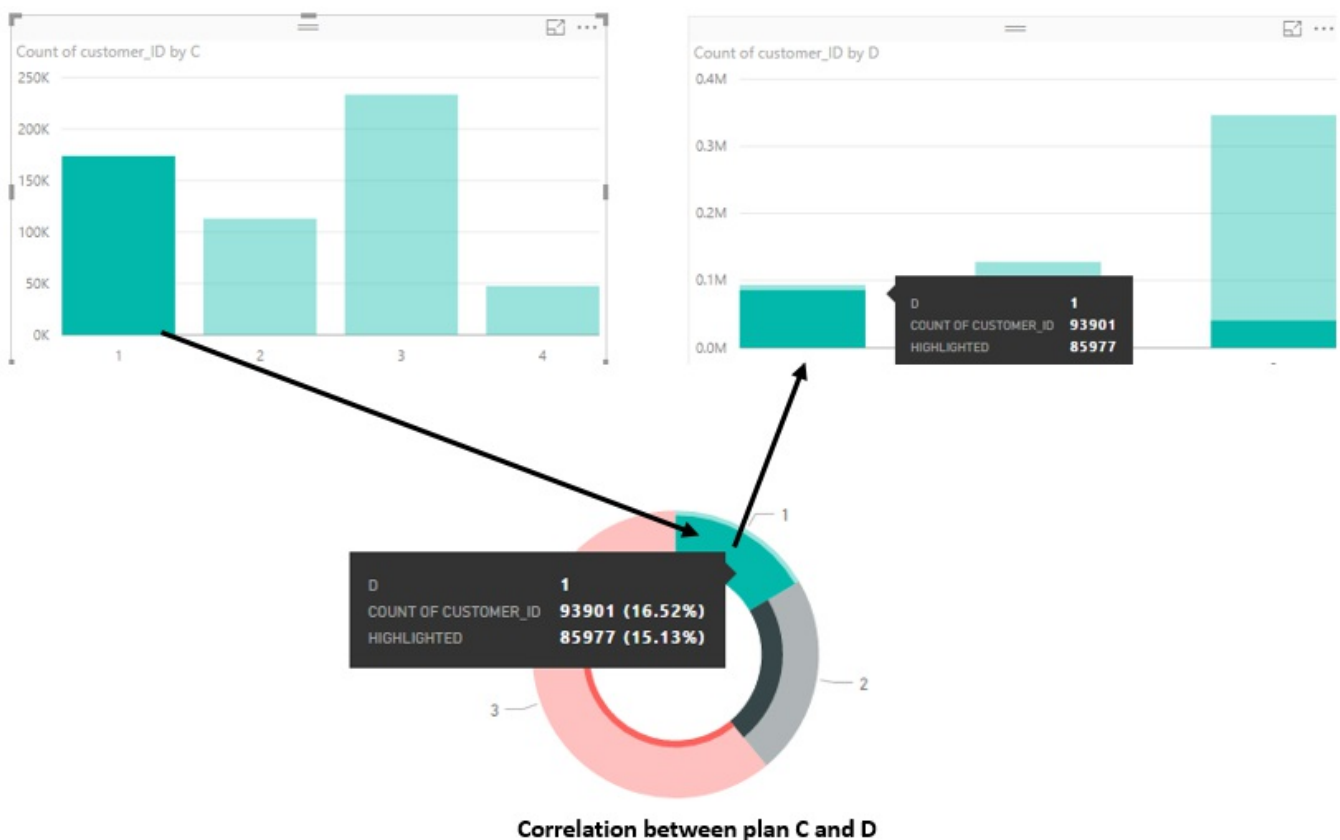 Count of customer_ID by C
250K
200K
150K
100K
50K
0K
1 2 3 4
Count of customer_ID by D
0.4M
0.3M
0.2M
0.1M
0.0M
D 1
COUNT OF CUSTOMER_ID 93901
HIGHLIGHTED 85977
1
D 1
COUNT OF CUSTOMER_ID 93901 (16.52%)
HIGHLIGHTED 85977 (15.13%)
2
3
Correlation between plan C and D